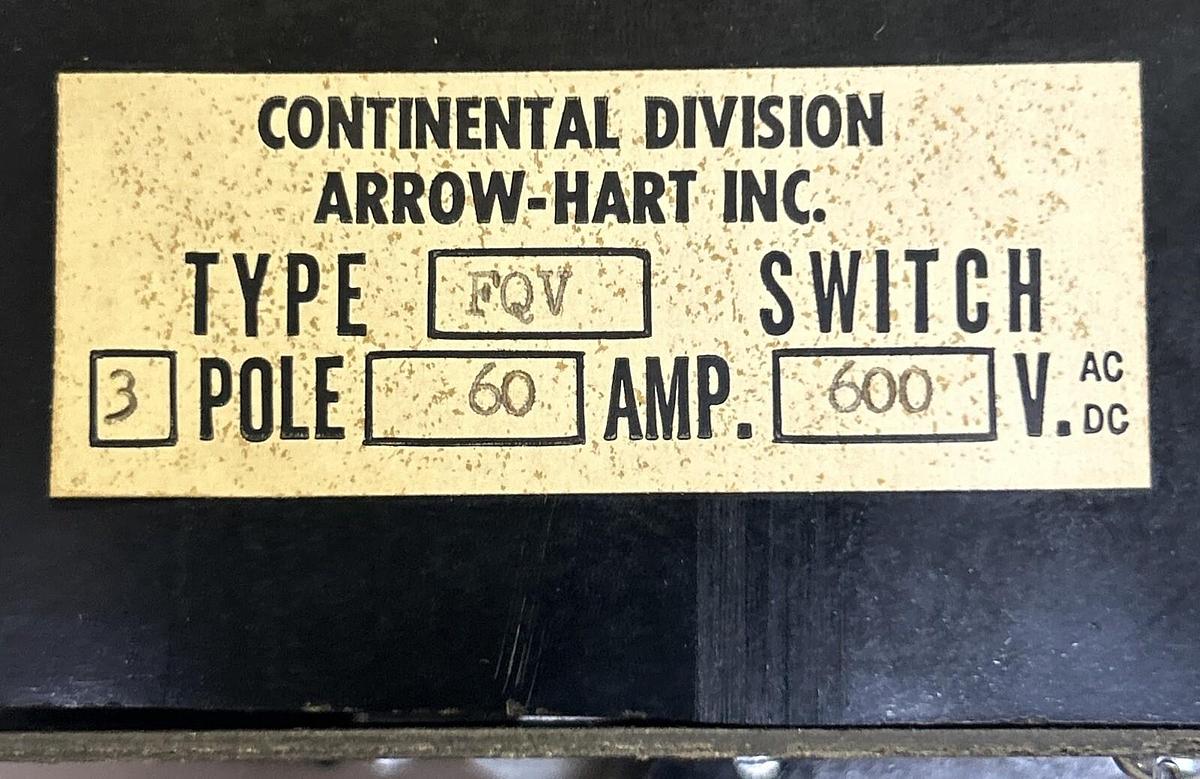 CONTINENTAL DIVISION
ARROW-HART INC.
TYPE FQV SWITCH
3 POLE 60 AMP. 600 V. AC DC